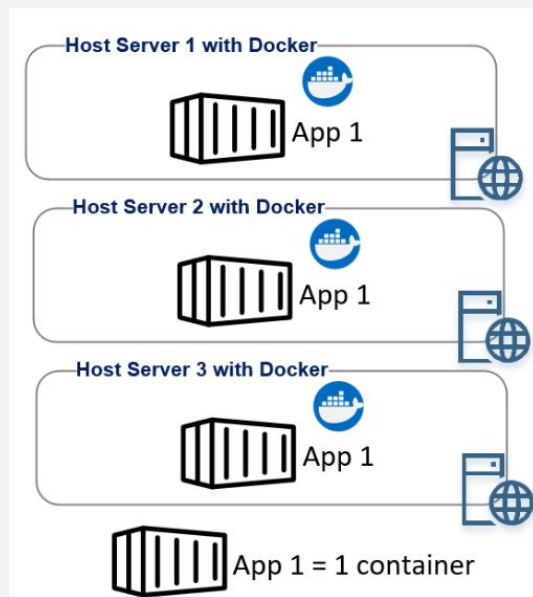 Host Server 1 with Docker
App 1
Host Server 2 with Docker
App 1
Host Server 3 with Docker
App 1
App 1 = 1 container